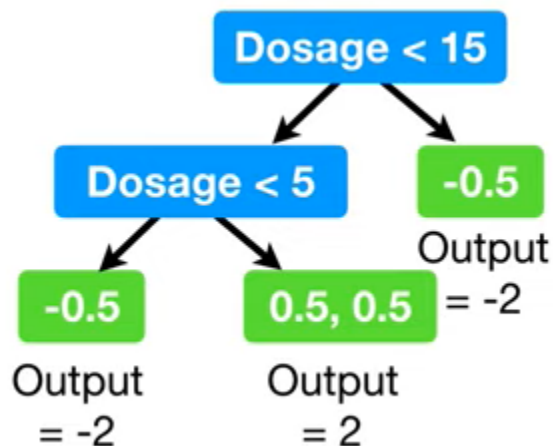 Dosage < 15
Dosage < 5
-0.5
Output
= -2
-0.5
Output
= -2
0.5, 0.5
Output
= 2